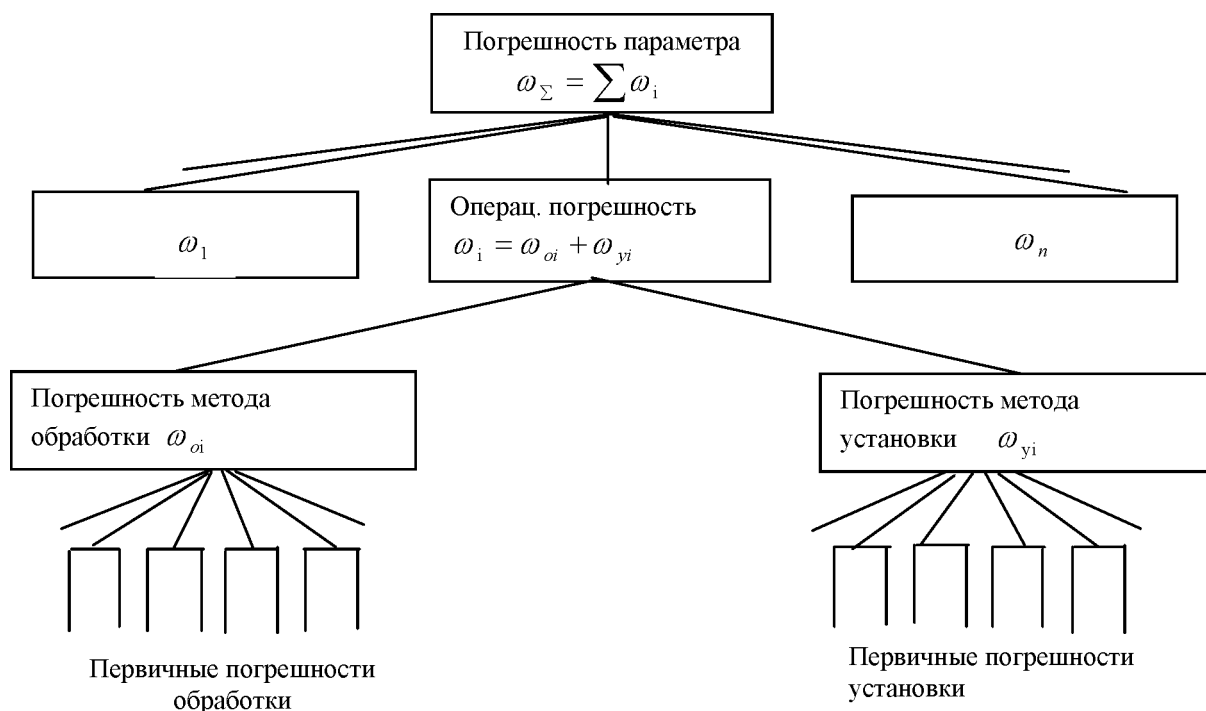 Погрешность параметра
ω_Σ = ∑ ω_i
ω_1
Операц. погрешность
ω_i = ω_oi + ω_yi
ω_n
Погрешность метода
обработки ω_oi
Погрешность метода
установки ω_yi
Первичные погрешности
обработки
Первичные погрешности
установки